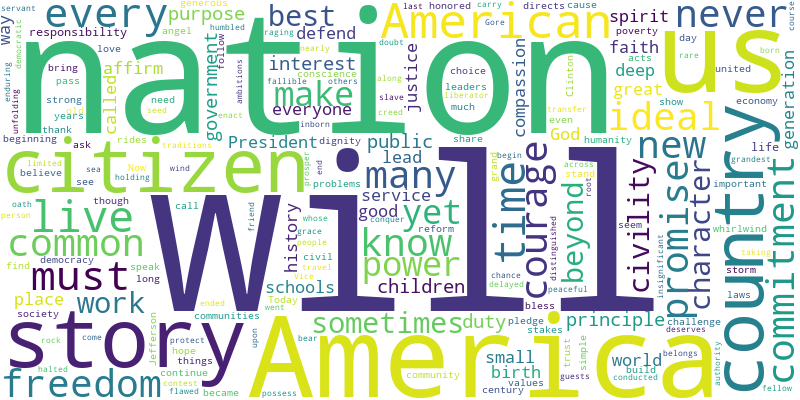 servant
generous
last honored
carry
directs
cause
course
way
every
purpose
best
American
spirit
never
responsibility
angel
humbled
raging
defend
Gore
poverty
day
democratic
love
follow
nearly
doubt
faith
acts
rare
born
nation
us
bring
affirm
fallible
others
interest
along
deep
united
enduring
pass
government
ambitions
conscience
make
justice
choice
leaders
compassion
Clinton
God
great
show
economy
generation
strong
old
need
enact
slave
liberator
much
transfer
ideal
unfolding
years
seed
called
everyone
creed
even
humanity
thank
inborn
dignity
share
beginning
ask
rides
President
public
begin
new
life
citizen
limited
traditions
Now
wind
prosper
end
lead
grand
across
stand
grandest
believe
sea
see
holding
problems
many
time
courage
root
civility
important
oath
though
call
friend
whose
conquer
service
yet
chance
distinguished
beyond
promise
character
country
person
live
history
grace
people
good
reform
delayed
peaceful
seem
insignificant
whirlwind
common
democracy
civil
travel
know
bless
storm
taking
find
speak
Vice
power
laws
commitment
must
long
ended
Today
went
schools
children
place
work
society
communities
upon
bear
sometimes
duty
pledge
principle
challenge
deserves
Will
story
rock
come
Jefferson
protect
hope
things
stakes
trust
simple
America
small
world
belongs
halted
continue
contest
birth
guests
build
authority
freedom
flawed
became
possess
community
values
century
conducted
fellow